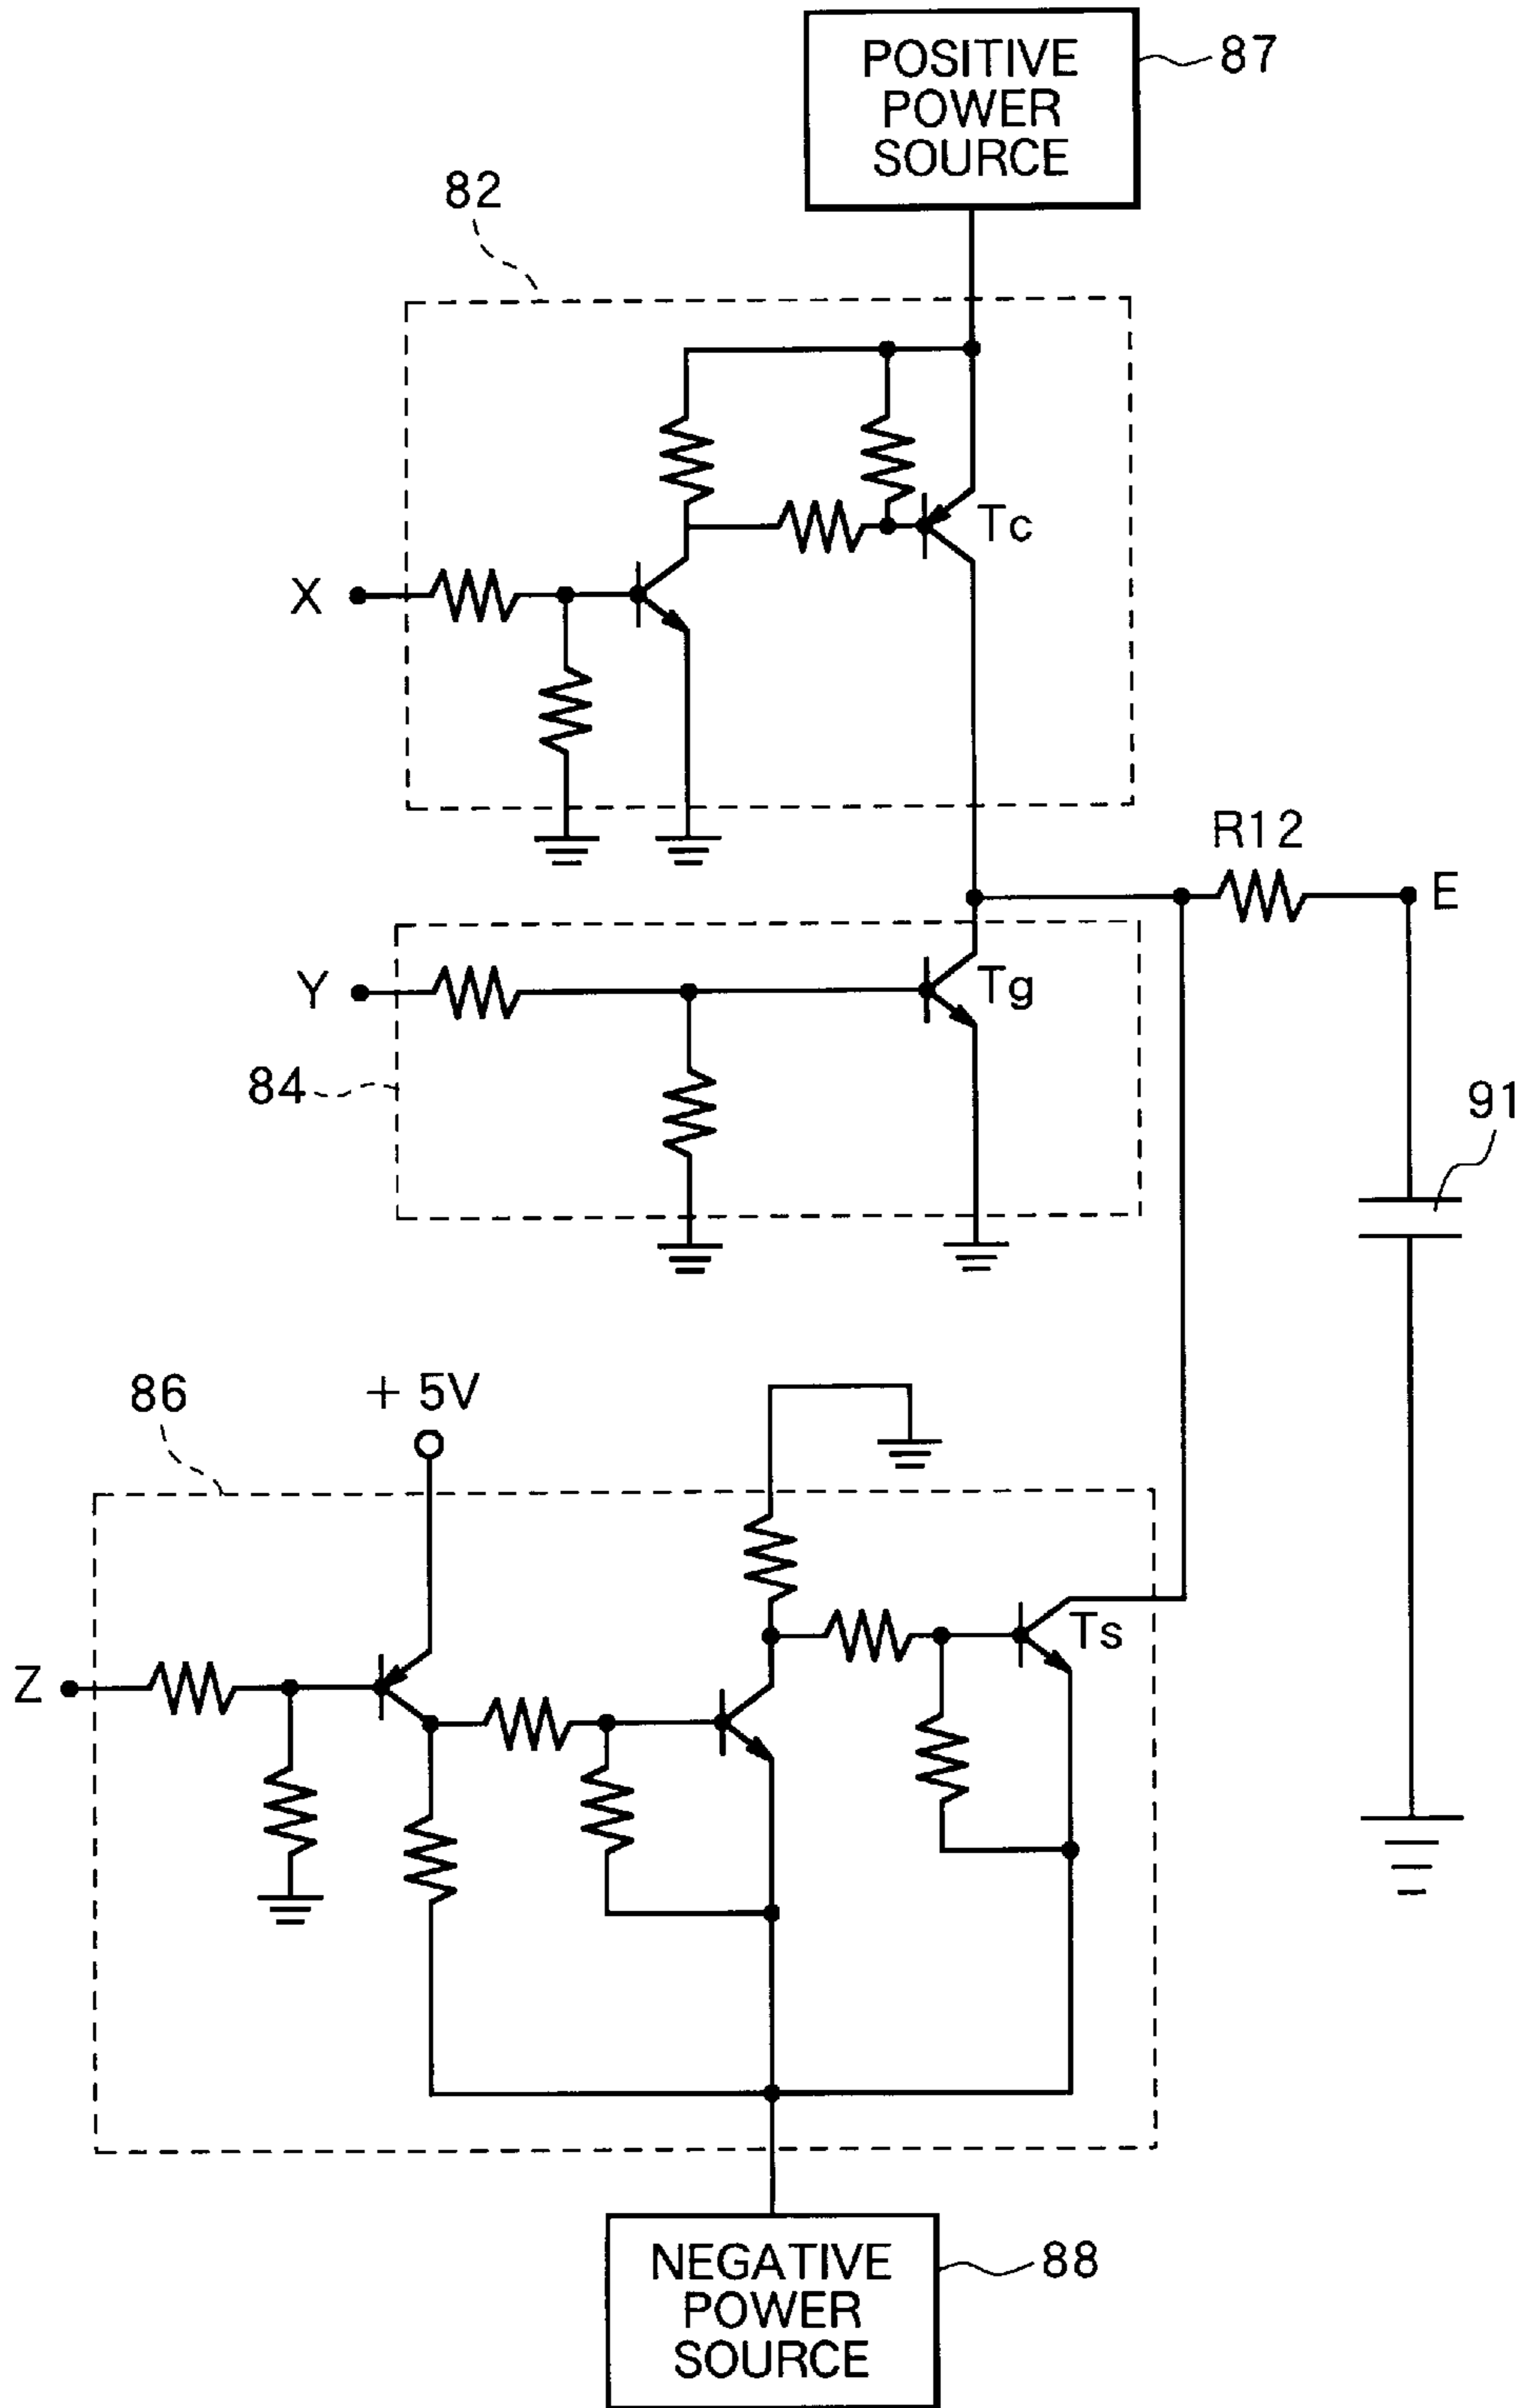 POSITIVE
POWER
SOURCE
87
82
Tc
X
R12
E
Y
Tg
84
91
86
+ 5V
Ts
Z
NEGATIVE
POWER
SOURCE
88